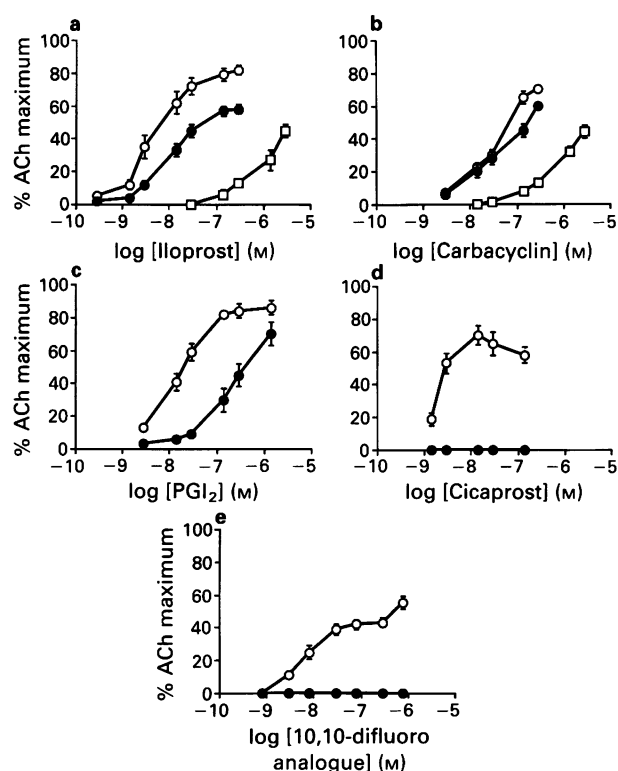 a
b
% ACh maximum
100
80
60
40
20
0
−10 −9 −8 −7 −6 −5
log [Iloprost] (M)
100
80
60
40
20
0
−10 −9 −8 −7 −6 −5
log [Carbacyclin] (M)
c
d
% ACh maximum
100
80
60
40
20
0
−10 −9 −8 −7 −6 −5
log [PGI₂] (M)
100
80
60
40
20
0
−10 −9 −8 −7 −6 −5
log [Cicaprost] (M)
e
% ACh maximum
100
80
60
40
20
0
−10 −9 −8 −7 −6 −5
log [10,10-difluoro
analogue] (M)